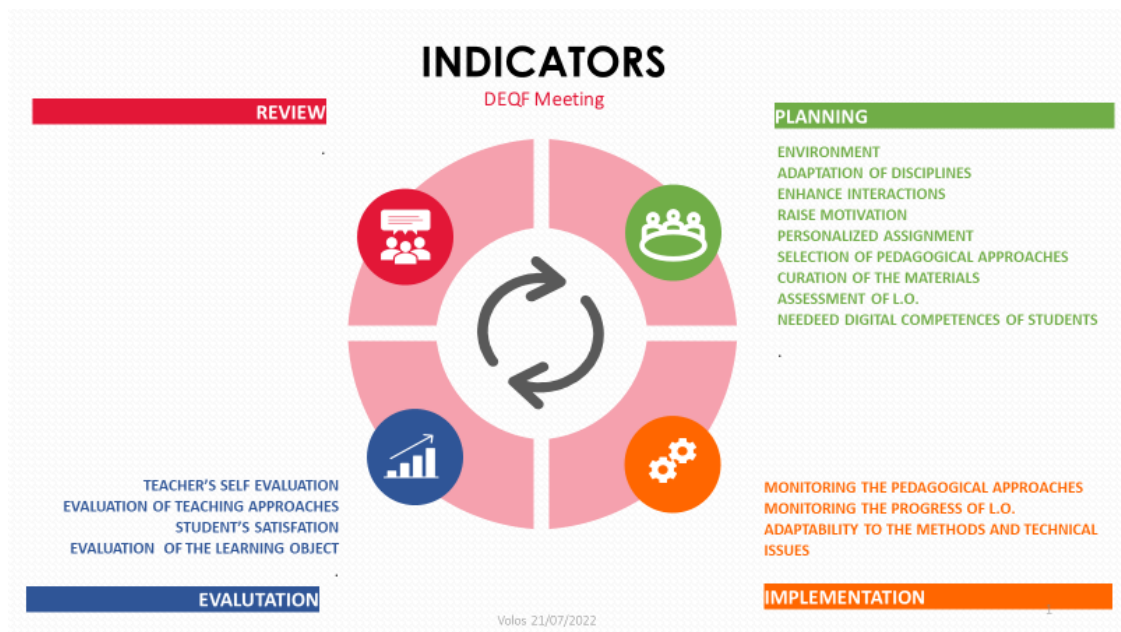 INDICATORS
DEQF Meeting
REVIEW
.
PLANNING
ENVIRONMENT
ADAPTATION OF DISCIPLINES
ENHANCE INTERACTIONS
RAISE MOTIVATION
PERSONALIZED ASSIGNMENT
SELECTION OF PEDAGOGICAL APPROACHES
CURATION OF THE MATERIALS
ASSESSMENT OF L.O.
NEEDEED DIGITAL COMPETENCES OF STUDENTS
.
TEACHER'S SELF EVALUATION
EVALUATION OF TEACHING APPROACHES
STUDENT'S SATISFATION
EVALUATION OF THE LEARNING OBJECT
.
EVALUTATION
MONITORING THE PEDAGOGICAL APPROACHES
MONITORING THE PROGRESS OF L.O.
ADAPTABILITY TO THE METHODS AND TECHNICAL
ISSUES
IMPLEMENTATION
Volos 21/07/2022